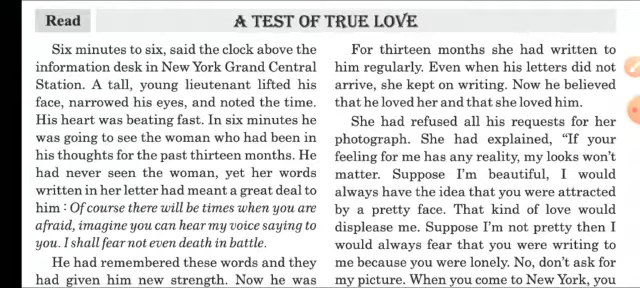 Read
A TEST OF TRUE LOVE
Six minutes to six, said the clock above the
information desk in New York Grand Central
Station. A tall, young lieutenant lifted his
face, narrowed his eyes, and noted the time.
His heart was beating fast. In six minutes he
was going to see the woman who had been in
his thoughts for the past thirteen months. He
had never seen the woman, yet her words
written in her letter had meant a great deal to
him : Of course there will be times when you are
afraid, imagine you can hear my voice saying to
you. I shall fear not even death in battle.
He had remembered these words and they
had given him new strength. Now he was
For thirteen months she had written to
him regularly. Even when his letters did not
arrive, she kept on writing. Now he believed
that he loved her and that she loved him.
She had refused all his requests for her
photograph. She had explained, “If your
feeling for me has any reality, my looks won’t
matter. Suppose I’m beautiful, I would
always have the idea that you were attracted
by a pretty face. That kind of love would
displease me. Suppose I’m not pretty then I
would always fear that you were writing to
me because you were lonely. No, don’t ask for
my picture. When you come to New York, you